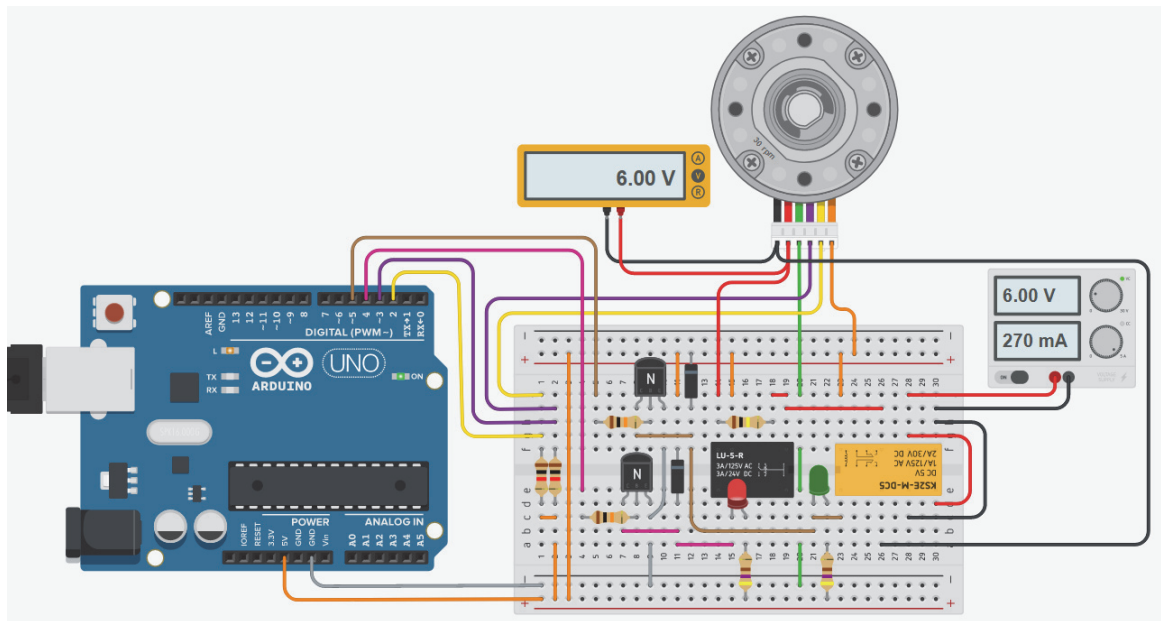 30 rpm
6.00 V
A
V
R
6.00 V
270 mA
ON
AREF
GND
13
12
~11
~10
~9
8
7
~6
~5
4
~3
2
TX→1
RX←0
DIGITAL (PWM~)
L
TX
RX
ARDUINO
UNO
ON
N
N
LU-5-R
3A/125V AC
3A/24V DC
KS2E-M-DC5
DC 5V
1A/125V AC
2A/30V DC
POWER
ANALOG IN
IOREF
RESET
3.3V
5V
GND
GND
Vin
A0
A1
A2
A3
A4
A5